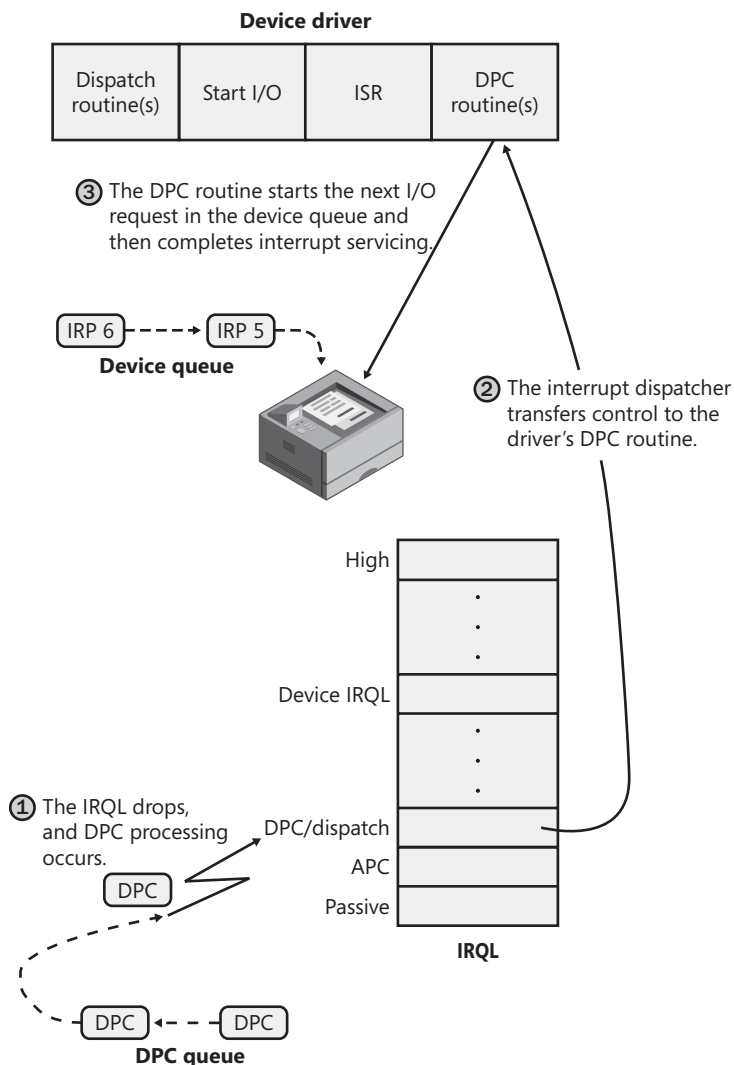 Device driver
Dispatch
routine(s)
Start I/O
ISR
DPC
routine(s)
3 The DPC routine starts the next I/O
request in the device queue and
then completes interrupt servicing.
IRP 6
IRP 5
Device queue
2 The interrupt dispatcher
transfers control to the
driver’s DPC routine.
High
Device IRQL
1 The IRQL drops,
and DPC processing
occurs.
DPC/dispatch
APC
Passive
IRQL
DPC
DPC
DPC
DPC queue